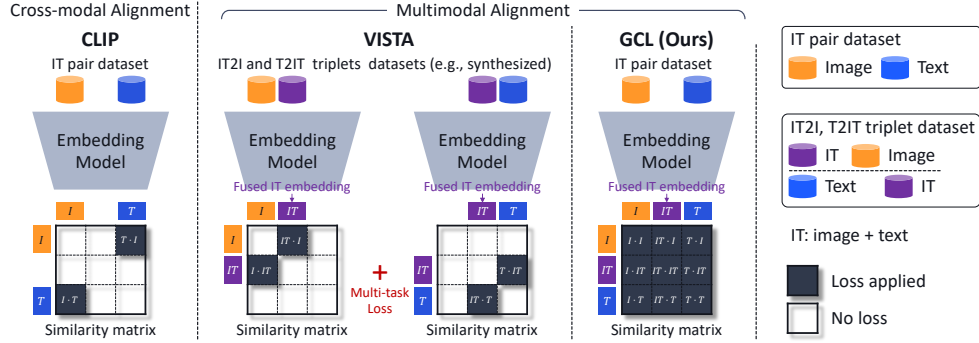 Cross-modal Alignment
Multimodal Alignment
CLIP
IT pair dataset
Embedding
Model
I
T
I
T
T · I
I · T
Similarity matrix
VISTA
IT2I and T2IT triplets datasets (e.g., synthesized)
Embedding
Model
Fused IT embedding
I
IT
I
IT
IT · I
I · IT
Similarity matrix
+
Multi-task
Loss
Embedding
Model
Fused IT embedding
IT
T
IT
T
T · IT
IT · T
Similarity matrix
GCL (Ours)
IT pair dataset
Embedding
Model
Fused IT embedding
I
IT
T
I
IT
T
I · I
IT · I
T · I
I · IT
IT · IT
T · IT
I · T
IT · T
T · T
Similarity matrix
IT pair dataset
Image
Text
IT2I, T2IT triplet dataset
IT
Image
Text
IT
IT: image + text
Loss applied
No loss